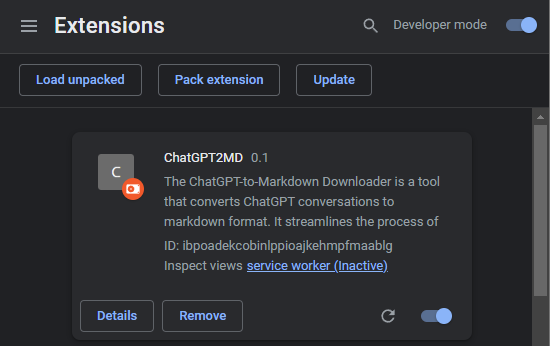 Extensions
Developer mode
Load unpacked
Pack extension
Update
C
ChatGPT2MD 0.1
The ChatGPT-to-Markdown Downloader is a tool
that converts ChatGPT conversations to
markdown format. It streamlines the process of
ID: ibpoadekcobinlppioajkehmpfmaablg
Inspect views service worker (Inactive)
Details
Remove